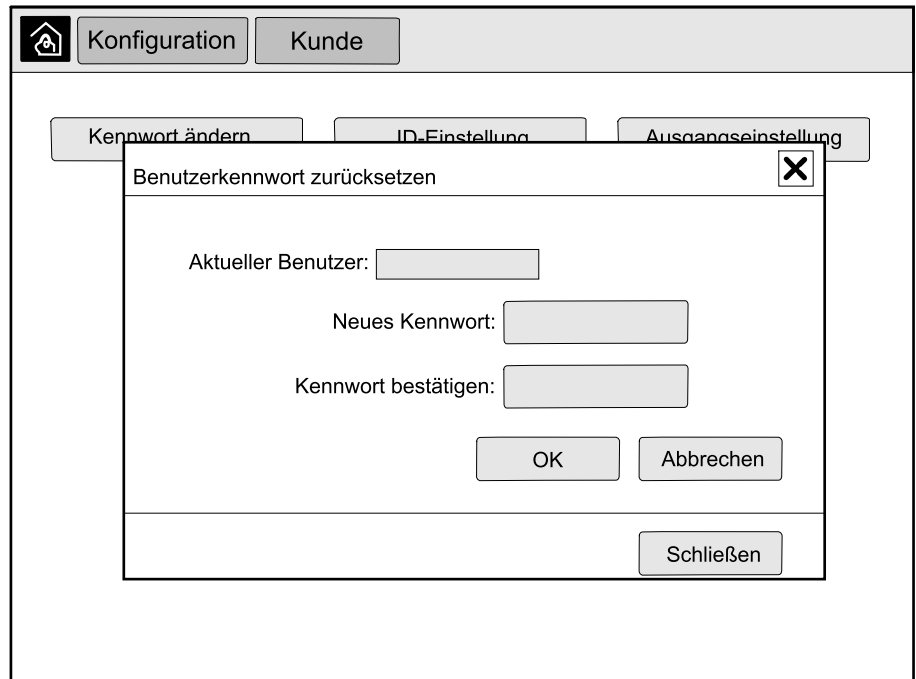 Konfiguration Kunde
Kennwort ändern ID-Einstellung Ausgangseinstellung
Benutzerkennwort zurücksetzen
Aktueller Benutzer:
Neues Kennwort:
Kennwort bestätigen:
OK Abbrechen
Schließen